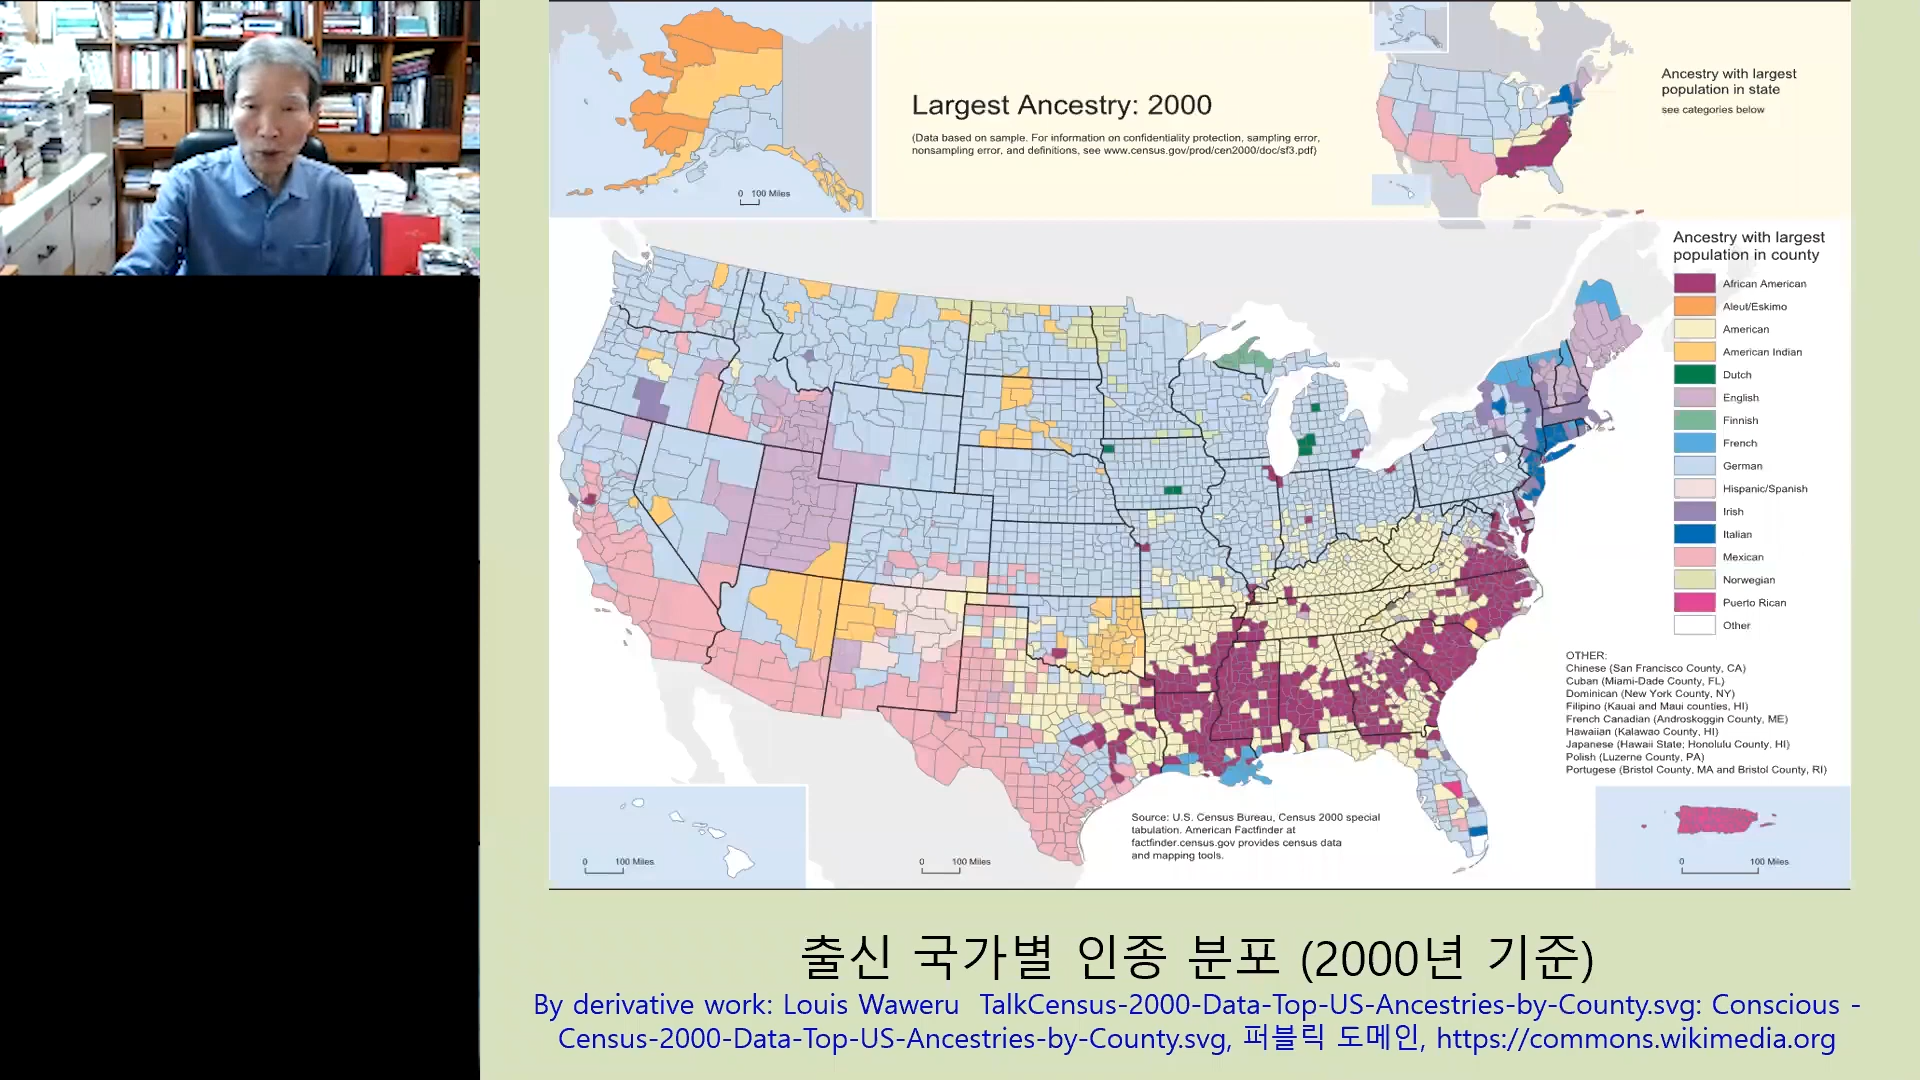 Largest Ancestry: 2000
(Data based on sample. For information on confidentiality protection, sampling error,
nonsampling error, and definitions, see www.census.gov/prod/cen2000/doc/sf3.pdf)
0 100 Miles
Ancestry with largest
population in state
see categories below
Ancestry with largest
population in county
African American
Aleut/Eskimo
American
American Indian
Dutch
English
Finnish
French
German
Hispanic/Spanish
Irish
Italian
Mexican
Norwegian
Puerto Rican
Other
OTHER:
Chinese (San Francisco County, CA)
Cuban (Miami-Dade County, FL)
Dominican (New York County, NY)
Filipino (Kauai and Maui counties, HI)
French Canadian (Androskoggin County, ME)
Hawaiian (Kalawao County, HI)
Japanese (Hawaii State; Honolulu County, HI)
Polish (Luzerne County, PA)
Portugese (Bristol County, MA and Bristol County, RI)
Source: U.S. Census Bureau, Census 2000 special
tabulation. American Factfinder at
factfinder.census.gov provides census data
and mapping tools.
0 100 Miles
0 100 Miles
0 100 Miles
출신 국가별 인종 분포 (2000년 기준)
By derivative work: Louis Waweru TalkCensus-2000-Data-Top-US-Ancestries-by-County.svg: Conscious -
Census-2000-Data-Top-US-Ancestries-by-County.svg, 퍼블릭 도메인, https://commons.wikimedia.org